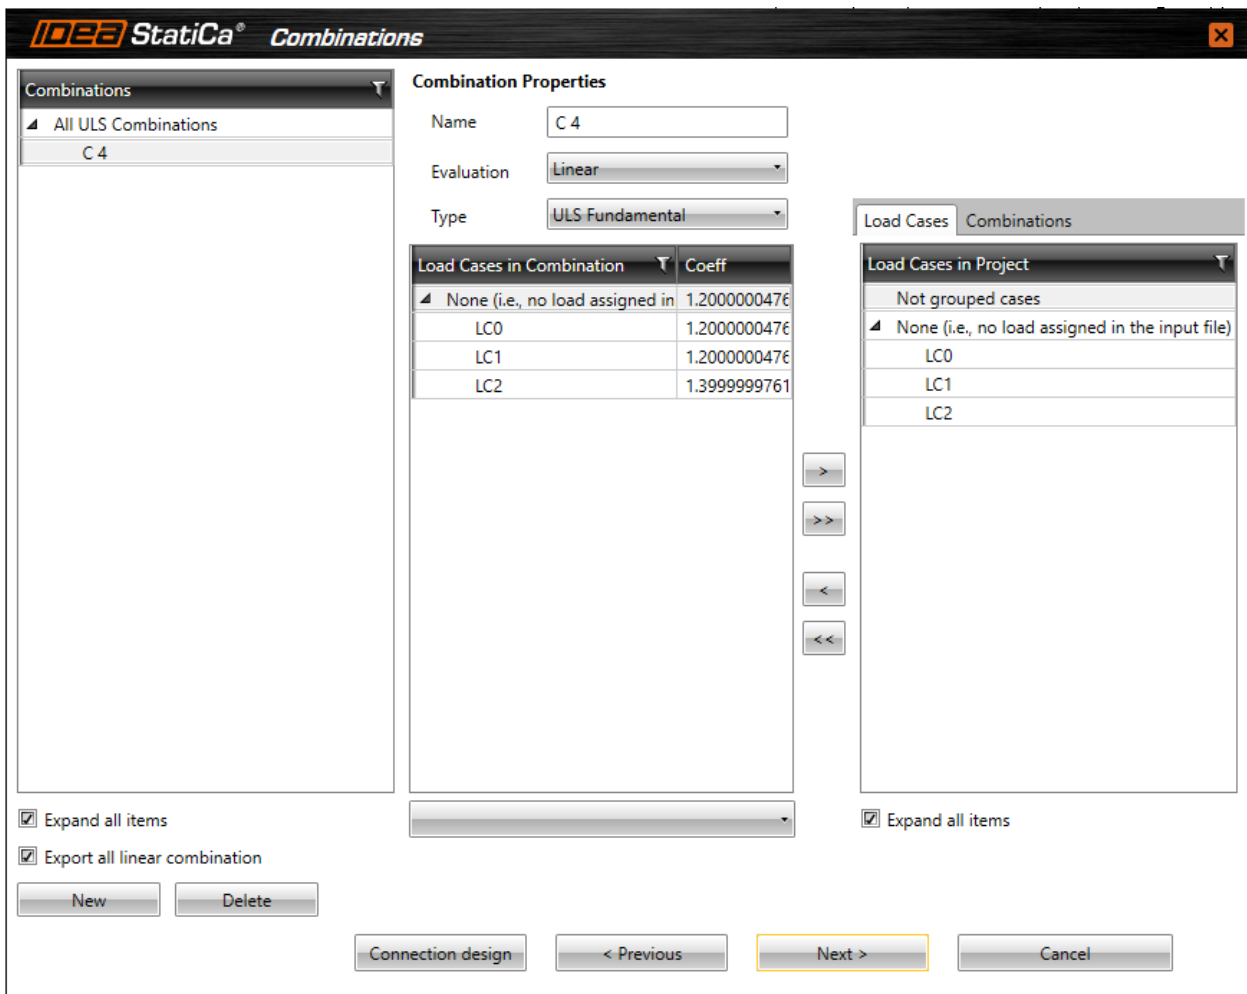 IDEA StatiCa® Combinations
Combinations
All ULS Combinations
C 4
Expand all items
Export all linear combination
New Delete
Combination Properties
Name C 4
Evaluation Linear
Type ULS Fundamental
Load Cases in Combination Coeff
None (i.e., no load assigned in 1.2000000476
LC0 1.2000000476
LC1 1.2000000476
LC2 1.3999999761
>
>>
<
<<
Load Cases Combinations
Load Cases in Project
Not grouped cases
None (i.e., no load assigned in the input file)
LC0
LC1
LC2
Expand all items
Connection design < Previous Next > Cancel